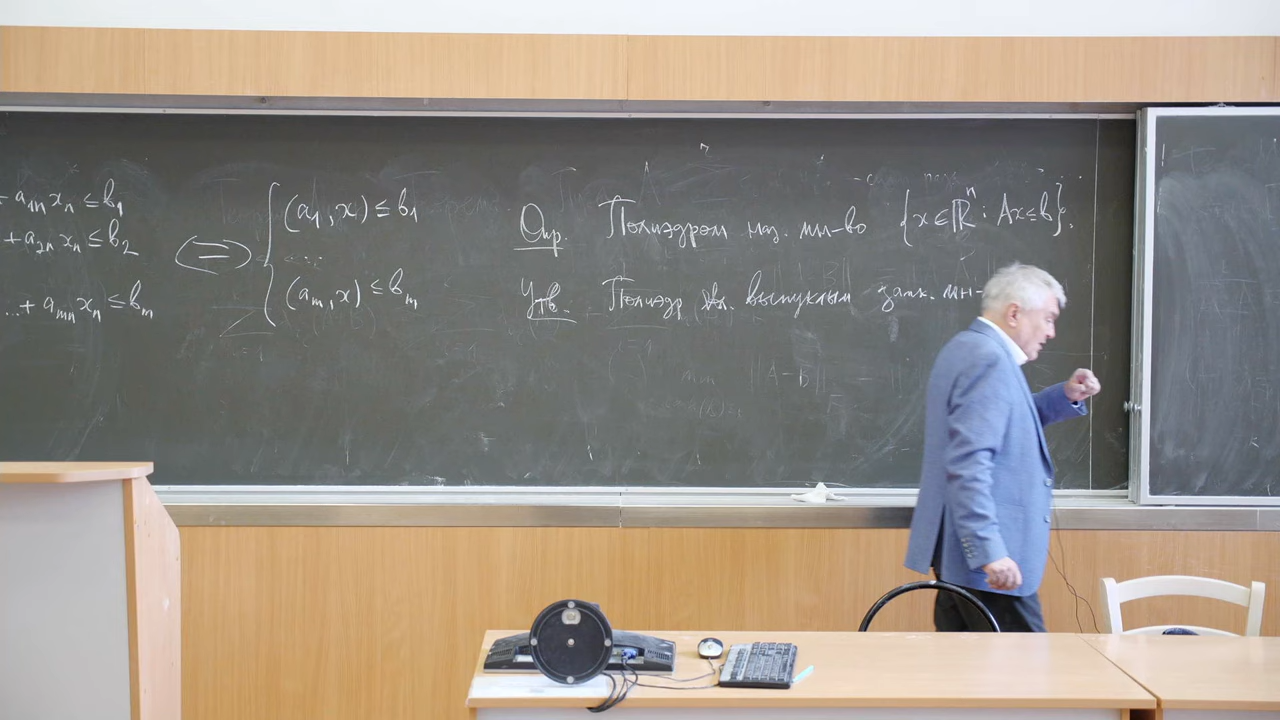 a₁ₙxₙ ≤ b₁
+ a₂ₙxₙ ≤ b₂
...+ aₘₙxₙ ≤ bₘ
⇔
(a₁, x) ≤ b₁
(aₘ, x) ≤ bₘ
Опр. Полиэдром наз. мн-во {x ∈ ℝⁿ : Ax ≤ b}.
Утв. Полиэдр яв. выпуклым замк. мн-